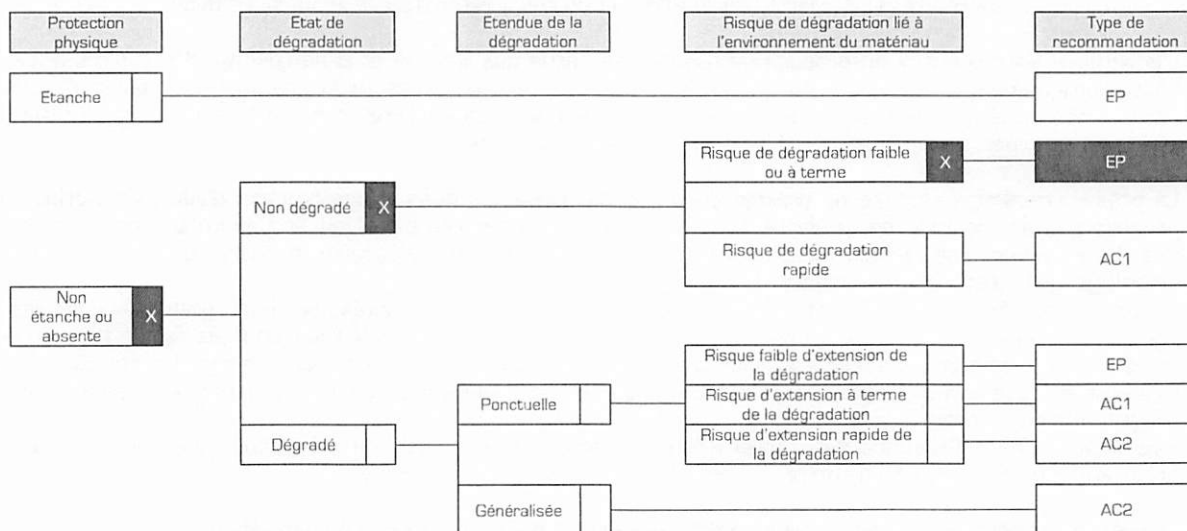 Protection
physique
Etat de
dégradation
Etendue de la
dégradation
Risque de dégradation lié à
l'environnement du matériau
Type de
recommandation
Etanche
EP
Risque de dégradation faible
ou à terme
X
EP
Non dégradé
X
Risque de dégradation
rapide
AC1
Non
étanche ou
absente
X
Risque faible d'extension de
la dégradation
EP
Ponctuelle
Risque d'extension à terme
de la dégradation
AC1
Dégradé
Risque d'extension rapide de
la dégradation
AC2
Généralisée
AC2